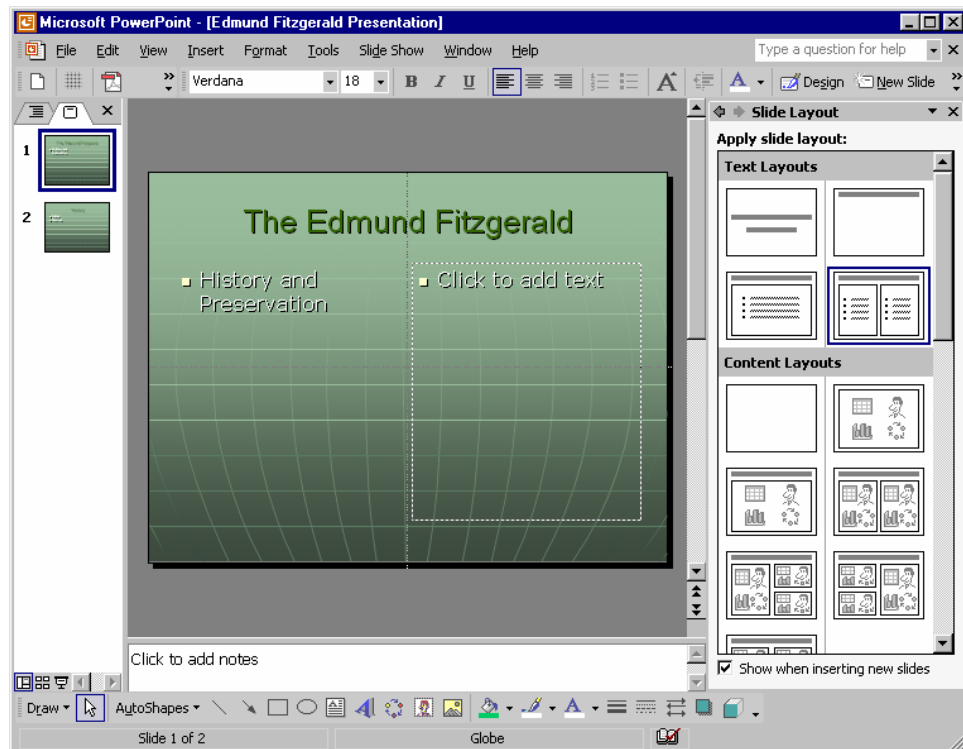 Microsoft PowerPoint - [Edmund Fitzgerald Presentation]
File Edit View Insert Format Tools Slide Show Window Help Type a question for help
Verdana 18 B I U A A Design New Slide
Slide Layout
Apply slide layout:
Text Layouts
1
2
The Edmund Fitzgerald
History and
Preservation
Click to add text
Content Layouts
Click to add notes
Show when inserting new slides
Draw AutoShapes A A
Slide 1 of 2 Globe